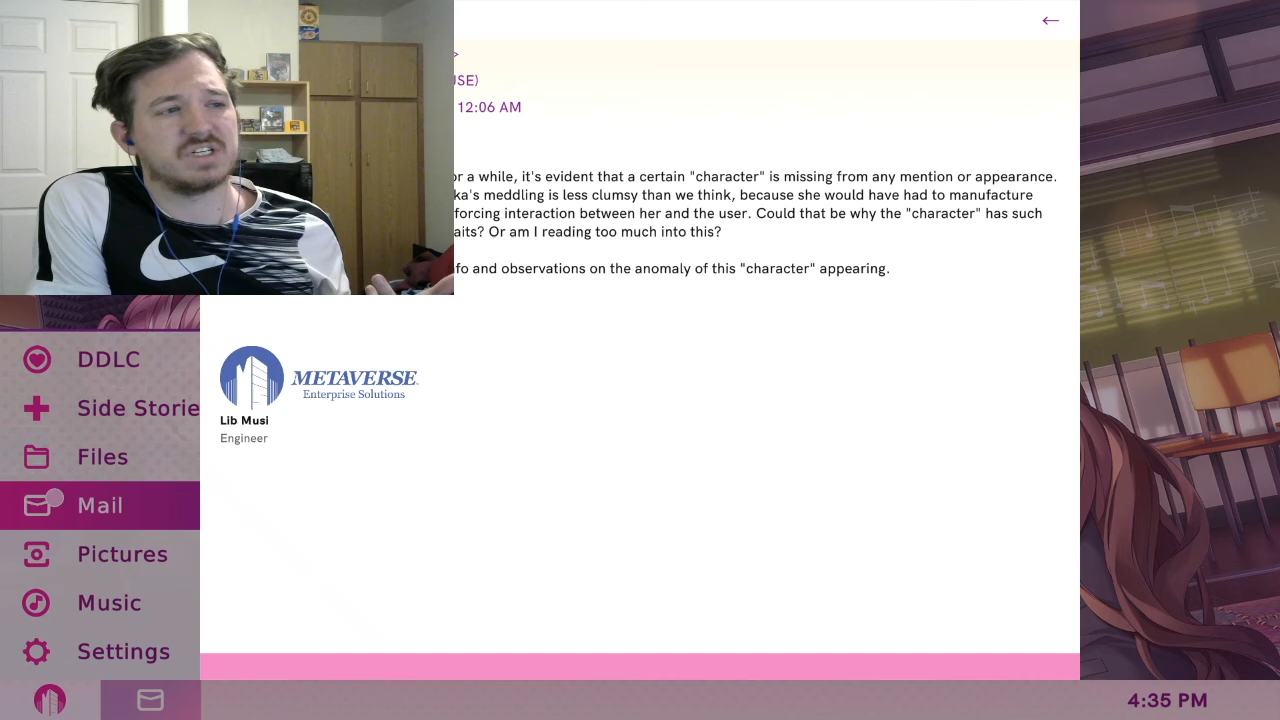 ←
>
USE)
12:06 AM
or a while, it's evident that a certain "character" is missing from any mention or appearance.
ka's meddling is less clumsy than we think, because she would have had to manufacture
forcing interaction between her and the user. Could that be why the "character" has such
aits? Or am I reading too much into this?
fo and observations on the anomaly of this "character" appearing.
METAVERSE
Enterprise Solutions
Lib Musi
Engineer
DDLC
Side Storie
Files
Mail
Pictures
Music
Settings
4:35 PM